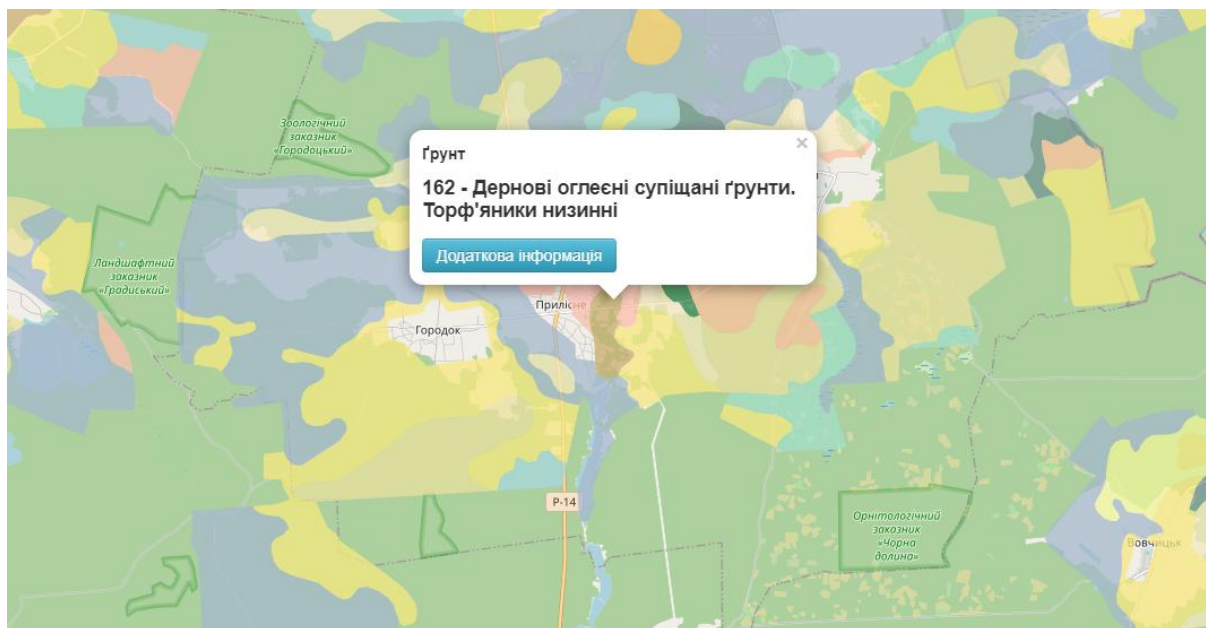 Зоологічний
заказник
«Городоцький»
Ґрунт
×
162 - Дернові оглеєні супіщані ґрунти.
Торф'яники низинні
Додаткова інформація
Ландшафтний
заказник
«Градиський»
Прилісне
Городок
Р-14
Орнітологічний
заказник
«Чорна
долина»
Вовчицьк